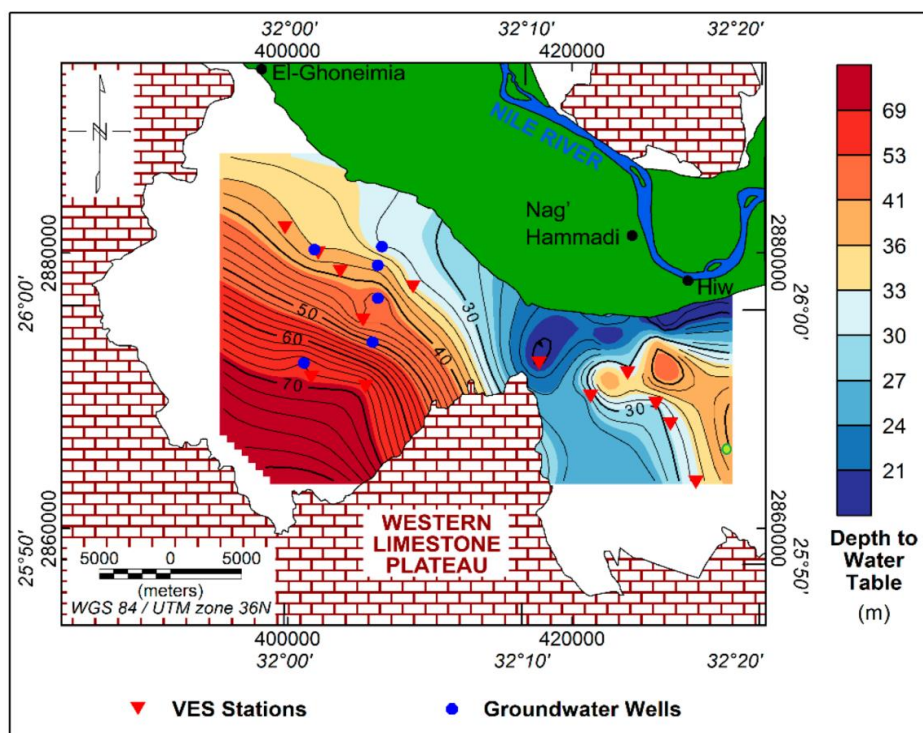 32°00'
32°10'
32°20'
400000
420000
El-Ghoneimia
NILE RIVER
N
Nag'
Hammadi
Hiw
2880000
2880000
26°00'
26°00'
50
60
70
40
30
30
69
53
41
36
33
30
27
24
21
Depth to
Water
Table
(m)
WESTERN
LIMESTONE
PLATEAU
2860000
2860000
25°50'
25°50'
5000 0 5000
(meters)
WGS 84 / UTM zone 36N
400000
420000
32°00'
32°10'
32°20'
VES Stations
Groundwater Wells